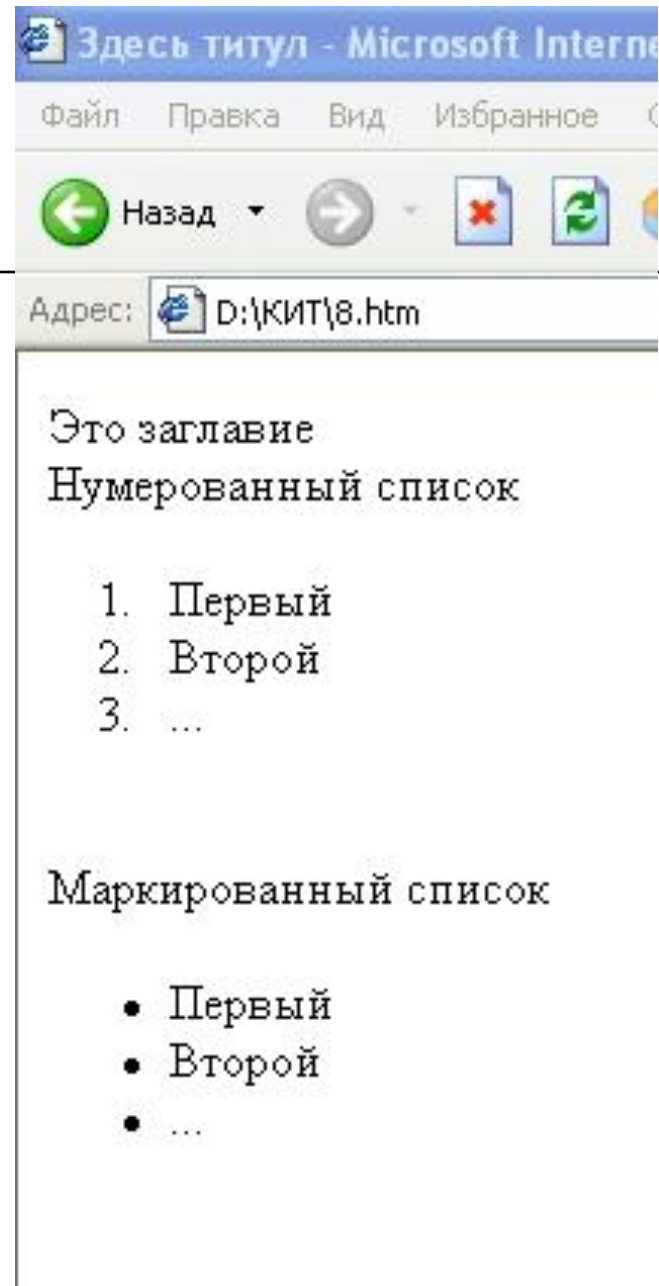 Здесь титул - Microsoft Interne
Файл Правка Вид Избранное
Назад
Адрес: D:\КИТ\8.htm
Это заглавие
Нумерованный список
1. Первый
2. Второй
3. ...
Маркированный список
• Первый
• Второй
• ...